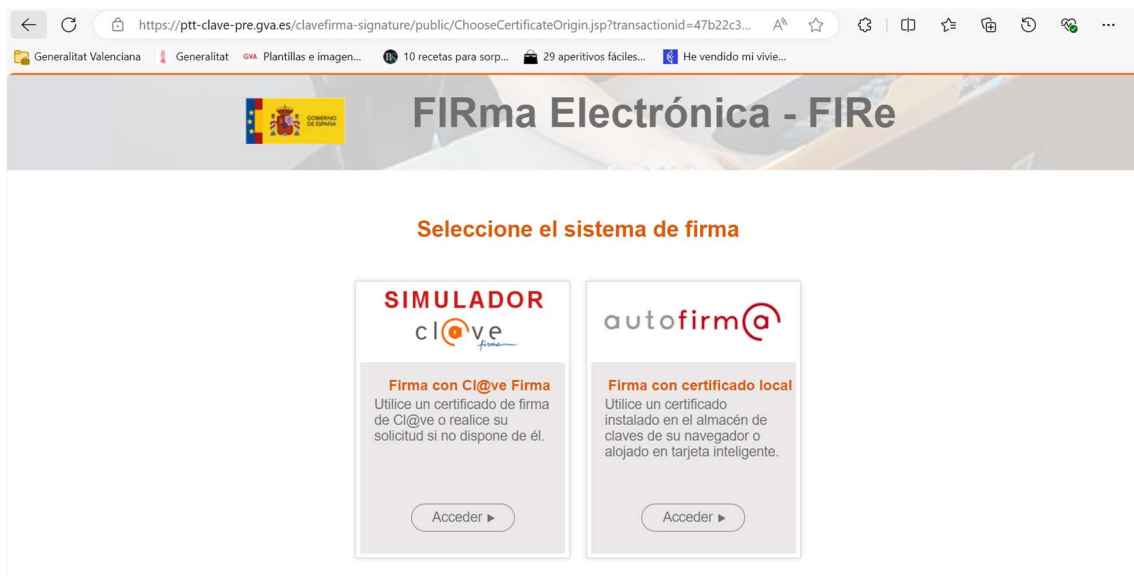 https://ptt-clave-pre.gva.es/clavefirma-signature/public/ChooseCertificateOrigin.jsp?transactionid=47b22c3...
Generalitat Valenciana Generalitat GVA Plantillas e imagen... 10 recetas para sorp... 29 aperitivos fáciles... He vendido mi vivie...
GOBIERNO
DE ESPAÑA
FIRma Electrónica - FIRe
Seleccione el sistema de firma
SIMULADOR
cl@ve
firma
Firma con Cl@ve Firma
Utilice un certificado de firma
de Cl@ve o realice su
solicitud si no dispone de él.
Acceder ▶
autofirm@
Firma con certificado local
Utilice un certificado
instalado en el almacén de
claves de su navegador o
alojado en tarjeta inteligente.
Acceder ▶